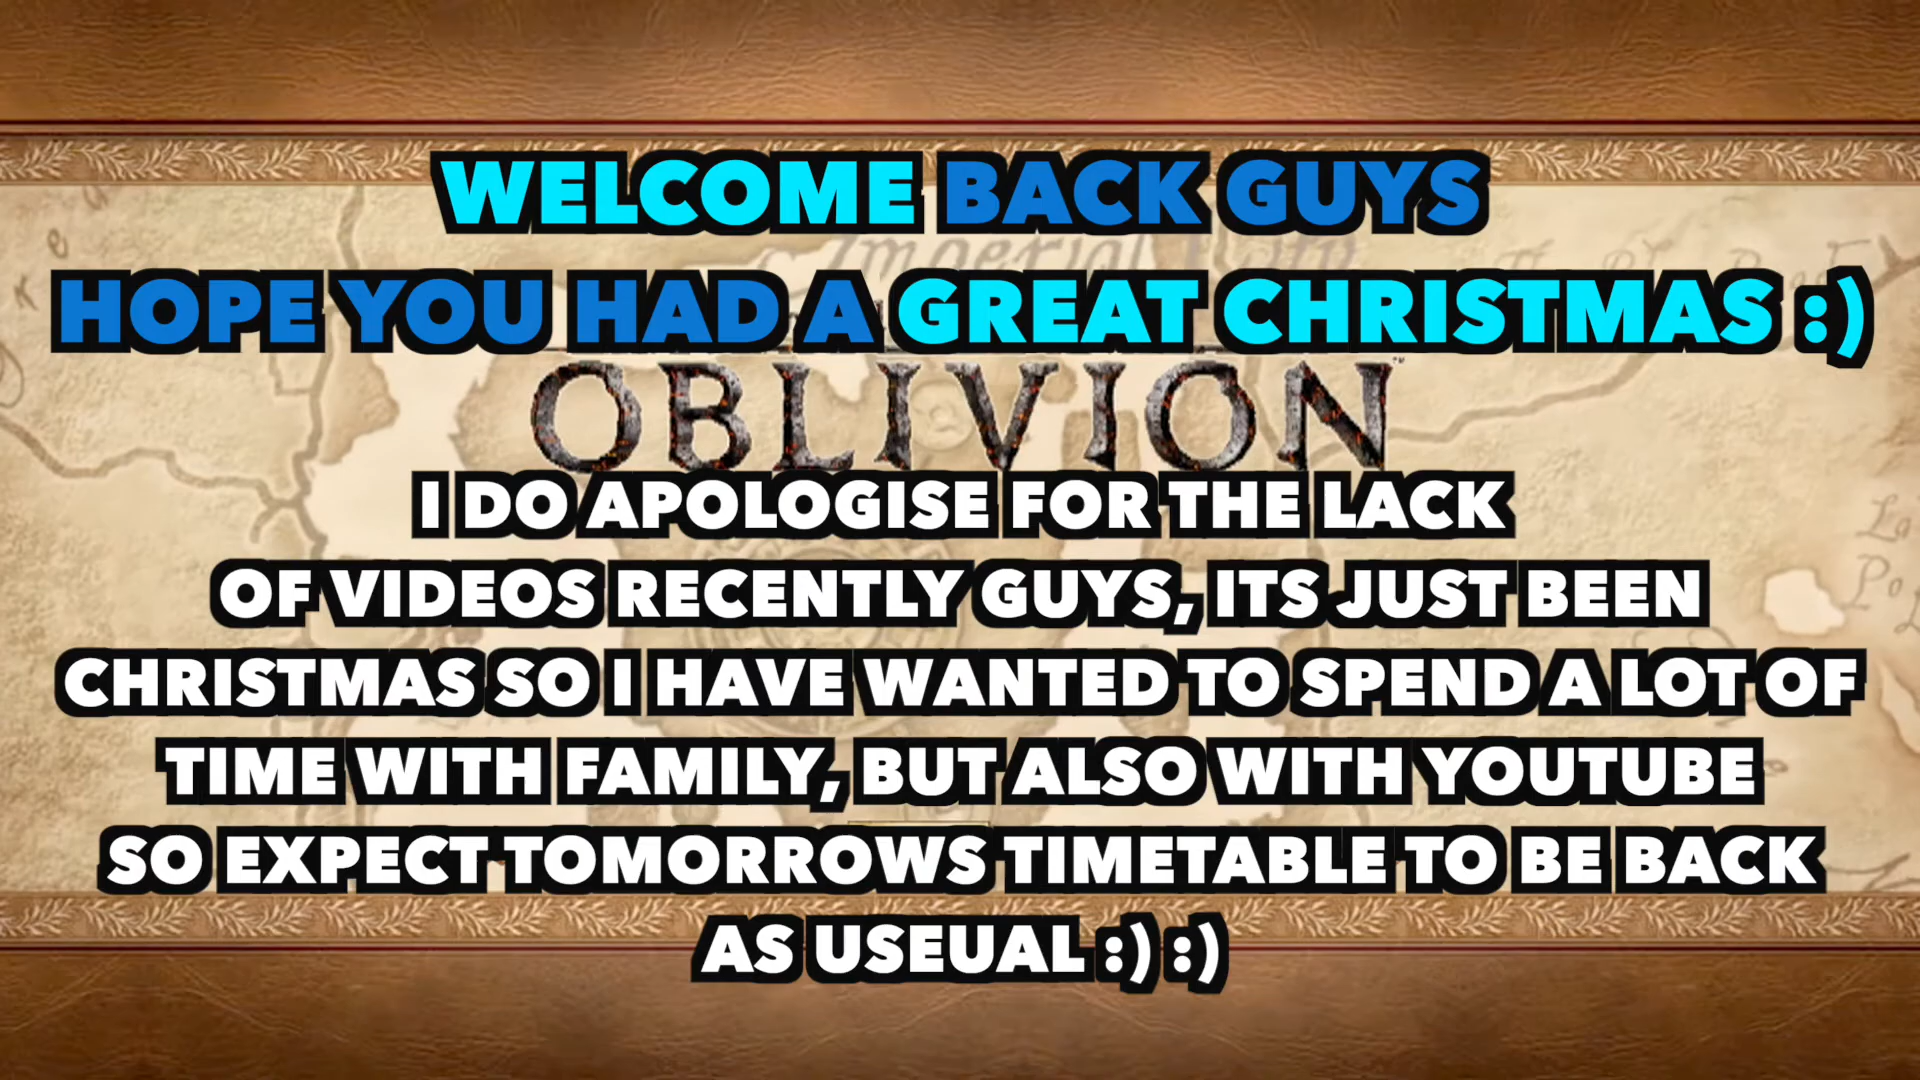 WELCOME BACK GUYS
Imperial
HOPE YOU HAD A GREAT CHRISTMAS :)
OBLIVION™
I DO APOLOGISE FOR THE LACK
OF VIDEOS RECENTLY GUYS, ITS JUST BEEN
CHRISTMAS SO I HAVE WANTED TO SPEND A LOT OF
TIME WITH FAMILY, BUT ALSO WITH YOUTUBE
SO EXPECT TOMORROWS TIMETABLE TO BE BACK
AS USEUAL :) :)